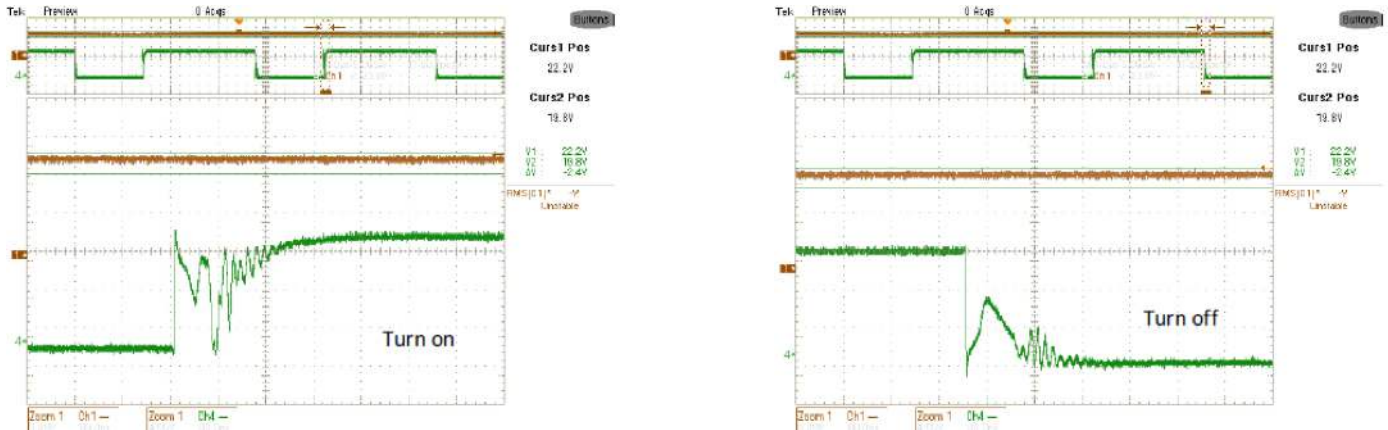 Tek Preview 0 Acqs
Buttons
Curs1 Pos
22.2V
Curs2 Pos
19.8V
Ch1
V1 : 22.2V
V2 : 19.8V
ΔV : -2.4V
Unstable
Turn on
Zoom 1 Ch1
Zoom 1 Ch4
Tek Preview 0 Acqs
Buttons
Curs1 Pos
22.2V
Curs2 Pos
19.8V
Ch1
V1 : 22.2V
V2 : 19.8V
ΔV : -2.4V
Unstable
Turn off
Zoom 1 Ch1
Zoom 1 Ch4